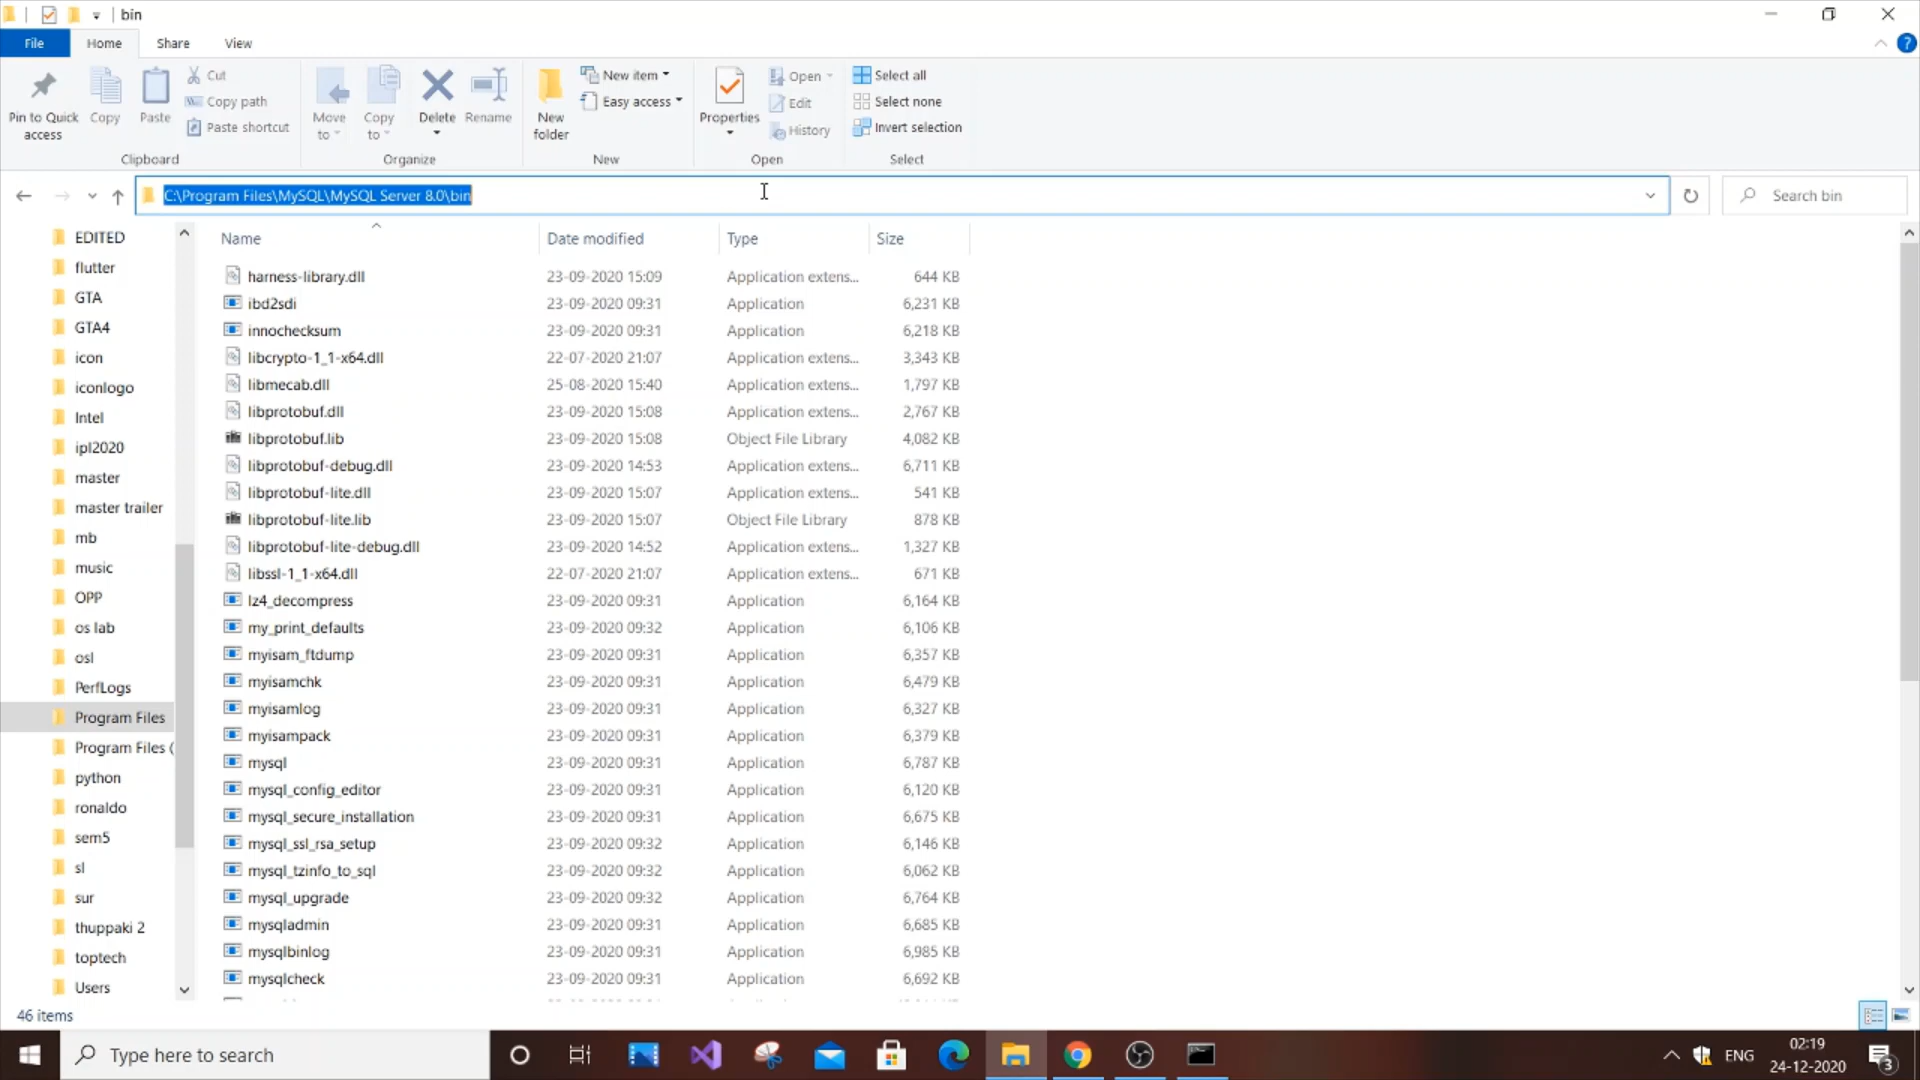 bin
File Home Share View
Pin to Quick access
Copy
Paste
Cut
Copy path
Paste shortcut
Clipboard
Move to
Copy to
Delete
Rename
Organize
New folder
New item
Easy access
New
Properties
Open
Edit
History
Open
Select all
Select none
Invert selection
Select
C:\Program Files\MySQL\MySQL Server 8.0\bin
Search bin
EDITED
flutter
GTA
GTA4
icon
iconlogo
Intel
ipl2020
master
master trailer
mb
music
OPP
os lab
osl
PerfLogs
Program Files
Program Files (
python
ronaldo
sem5
sl
sur
thuppaki 2
toptech
Users
Name Date modified Type Size
harness-library.dll 23-09-2020 15:09 Application extens... 644 KB
ibd2sdi 23-09-2020 09:31 Application 6,231 KB
innochecksum 23-09-2020 09:31 Application 6,218 KB
libcrypto-1_1-x64.dll 22-07-2020 21:07 Application extens... 3,343 KB
libmecab.dll 25-08-2020 15:40 Application extens... 1,797 KB
libprotobuf.dll 23-09-2020 15:08 Application extens... 2,767 KB
libprotobuf.lib 23-09-2020 15:08 Object File Library 4,082 KB
libprotobuf-debug.dll 23-09-2020 14:53 Application extens... 6,711 KB
libprotobuf-lite.dll 23-09-2020 15:07 Application extens... 541 KB
libprotobuf-lite.lib 23-09-2020 15:07 Object File Library 878 KB
libprotobuf-lite-debug.dll 23-09-2020 14:52 Application extens... 1,327 KB
libssl-1_1-x64.dll 22-07-2020 21:07 Application extens... 671 KB
lz4_decompress 23-09-2020 09:31 Application 6,164 KB
my_print_defaults 23-09-2020 09:32 Application 6,106 KB
myisam_ftdump 23-09-2020 09:31 Application 6,357 KB
myisamchk 23-09-2020 09:31 Application 6,479 KB
myisamlog 23-09-2020 09:31 Application 6,327 KB
myisampack 23-09-2020 09:31 Application 6,379 KB
mysql 23-09-2020 09:31 Application 6,787 KB
mysql_config_editor 23-09-2020 09:31 Application 6,120 KB
mysql_secure_installation 23-09-2020 09:31 Application 6,675 KB
mysql_ssl_rsa_setup 23-09-2020 09:32 Application 6,146 KB
mysql_tzinfo_to_sql 23-09-2020 09:32 Application 6,062 KB
mysql_upgrade 23-09-2020 09:32 Application 6,764 KB
mysqladmin 23-09-2020 09:31 Application 6,685 KB
mysqlbinlog 23-09-2020 09:31 Application 6,985 KB
mysqlcheck 23-09-2020 09:31 Application 6,692 KB
46 items
Type here to search
ENG
02:19
24-12-2020
3